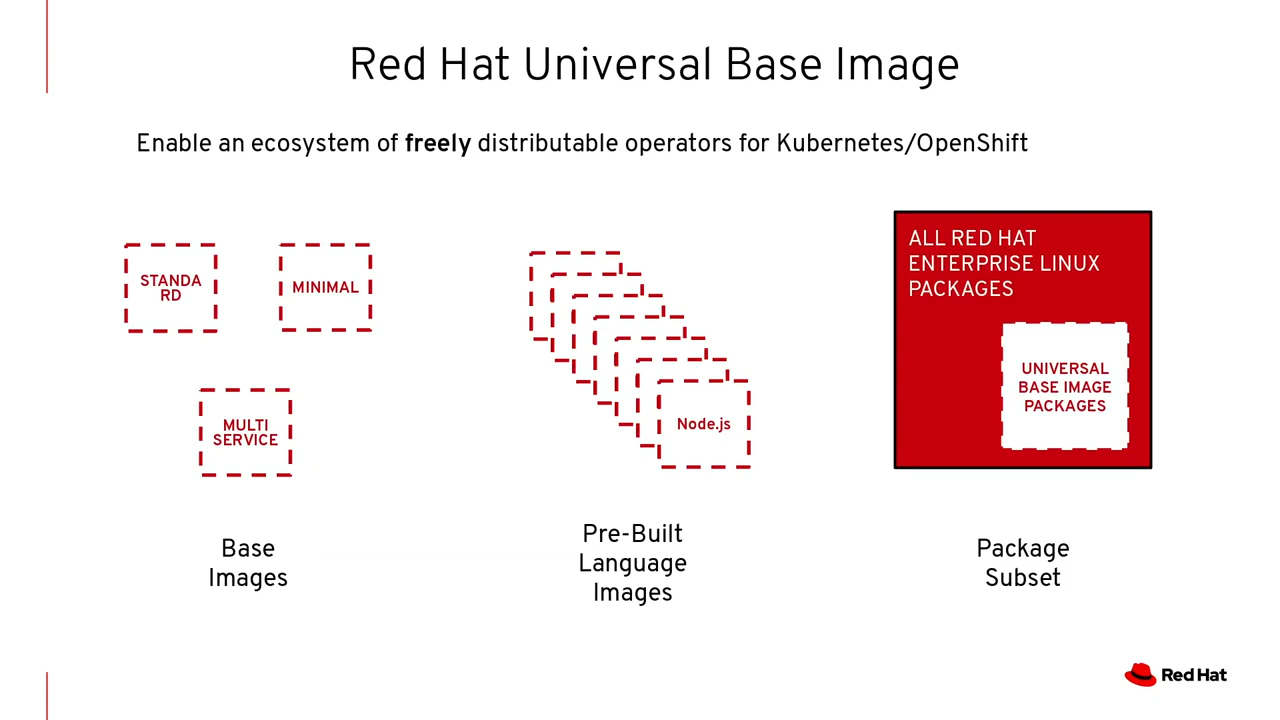 Red Hat Universal Base Image
Enable an ecosystem of freely distributable operators for Kubernetes/OpenShift
STANDA
RD
MINIMAL
MULTI
SERVICE
Base
Images
Node.js
Pre-Built
Language
Images
ALL RED HAT
ENTERPRISE LINUX
PACKAGES
UNIVERSAL
BASE IMAGE
PACKAGES
Package
Subset
Red Hat